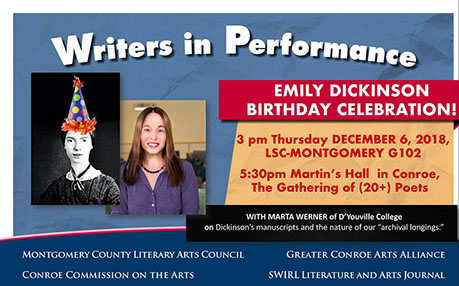 Writers in Performance
EMILY DICKINSON
BIRTHDAY CELEBRATION!
3 pm Thursday DECEMBER 6, 2018,
LSC-MONTGOMERY G102
5:30pm Martin's Hall in Conroe,
The Gathering of (20+) Poets
WITH MARTA WERNER of D'Youville College
on Dickinson's manuscripts and the nature of our "archival longings."
MONTGOMERY COUNTY LITERARY ARTS COUNCIL
GREATER CONROE ARTS ALLIANCE
CONROE COMMISSION ON THE ARTS
SWIRL LITERATURE AND ARTS JOURNAL